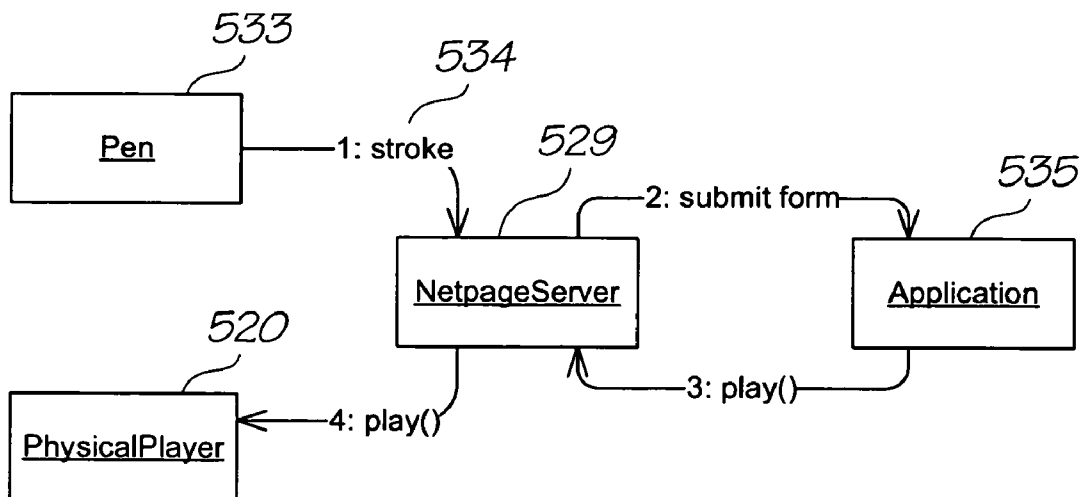 533
534
Pen
1: stroke
529
2: submit form
535
NetpageServer
Application
520
3: play()
4: play()
PhysicalPlayer